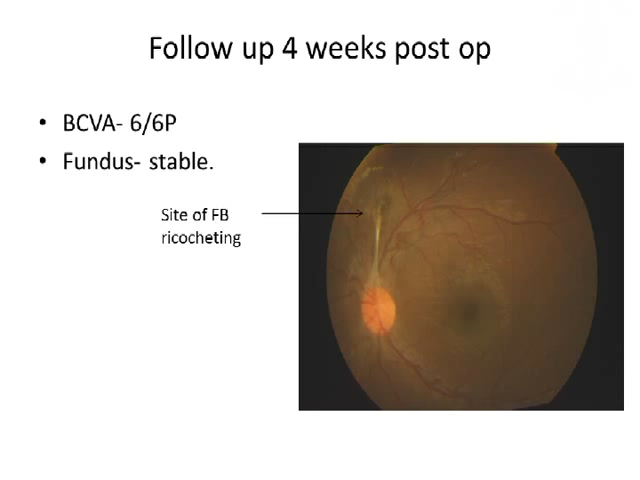 Follow up 4 weeks post op
• BCVA- 6/6P
• Fundus- stable.
Site of FB
ricocheting